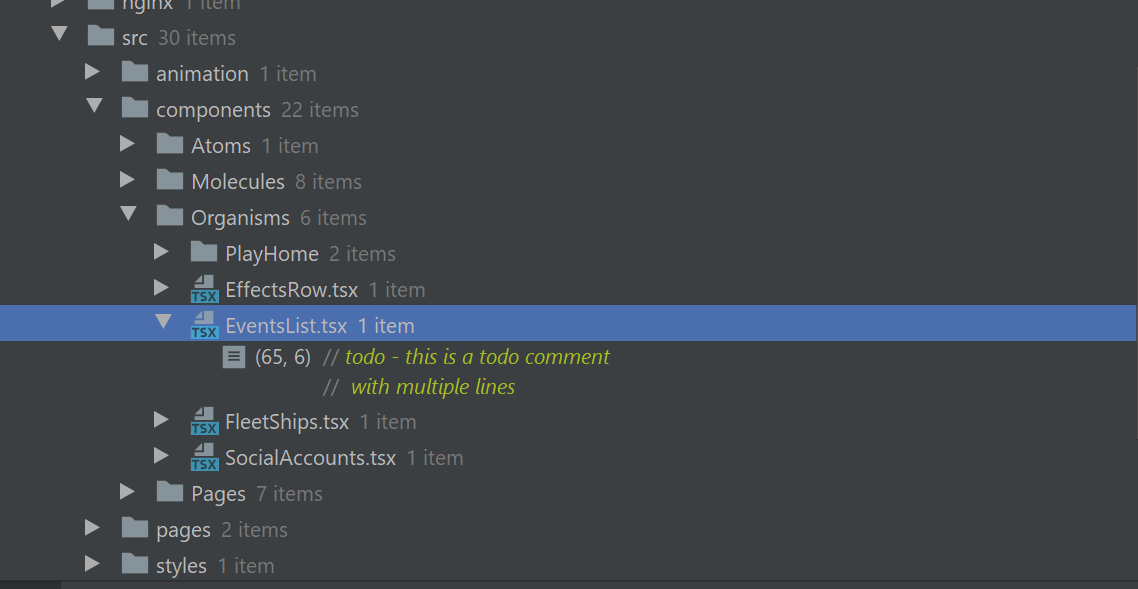 nginx 1 item
src 30 items
animation 1 item
components 22 items
Atoms 1 item
Molecules 8 items
Organisms 6 items
PlayHome 2 items
TSX EffectsRow.tsx 1 item
TSX EventsList.tsx 1 item
(65, 6) // todo - this is a todo comment
// with multiple lines
TSX FleetShips.tsx 1 item
TSX SocialAccounts.tsx 1 item
Pages 7 items
pages 2 items
styles 1 item